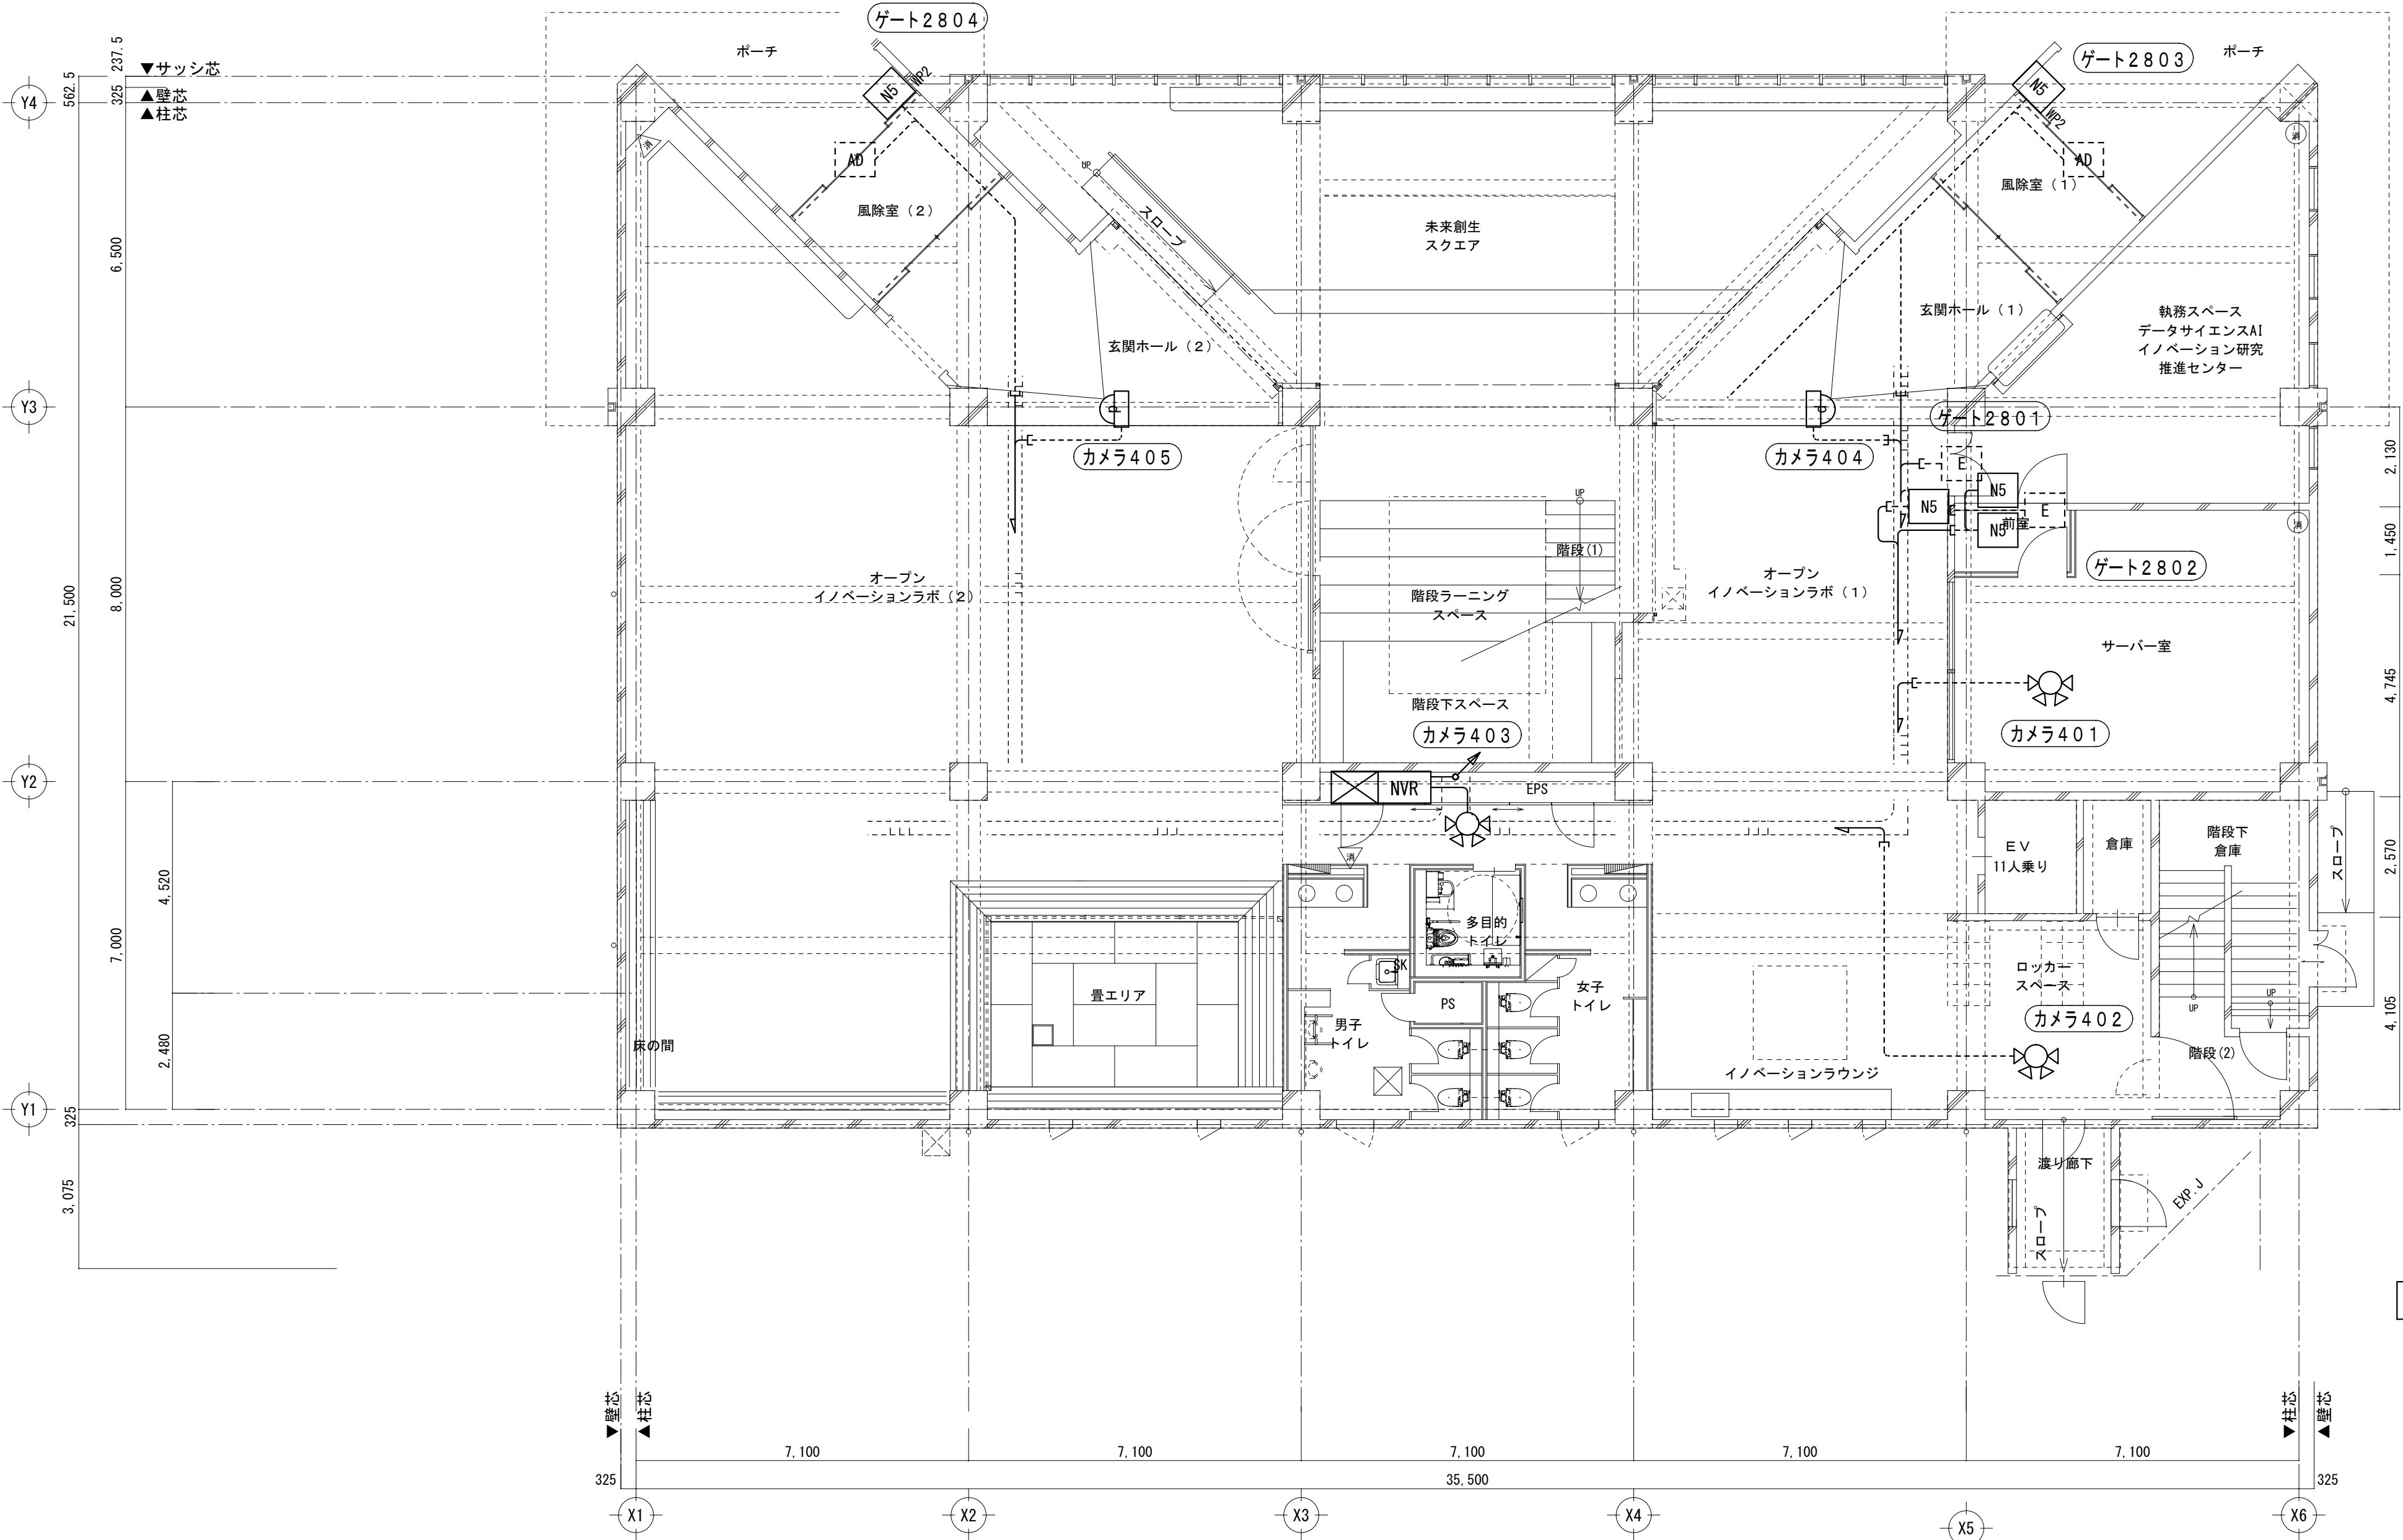 ゲート2804
ポーチ
ゲート2803
ポーチ
▼サッシ芯
▲壁芯
▲柱芯
237.5
562.5
325
Y4
N5
WP2
AD
消
風除室(2)
UP
スロープ
未来創生
スクエア
N5
WP2
AD
消
風除室(1)
6,500
玄関ホール(2)
玄関ホール(1)
執務スペース
データサイエンスAI
イノベーション研究
推進センター
Y3
カメラ405
カメラ404
ゲート2801
E
N5
N5
E
N5
前室
消
ゲート2802
2,130
1,450
UP
階段(1)
21,500
8,000
オープン
イノベーションラボ(2)
階段ラーニング
スペース
オープン
イノベーションラボ(1)
サーバー室
4,745
階段下スペース
カメラ403
カメラ401
Y2
NVR
EPS
消
EV
11人乗り
倉庫
階段下
倉庫
スロープ
2,570
4,520
7,000
多目的
トイレ
SK
PS
女子
トイレ
男子
トイレ
畳エリア
ロッカー
スペース
カメラ402
UP
UP
4,105
2,480
床の間
イノベーションラウンジ
階段(2)
Y1
325
3,075
渡り廊下
スロープ
EXP.J
▼壁芯
▲柱芯
▼柱芯
▲壁芯
7,100
7,100
7,100
7,100
7,100
325
35,500
325
X1
X2
X3
X4
X5
X6